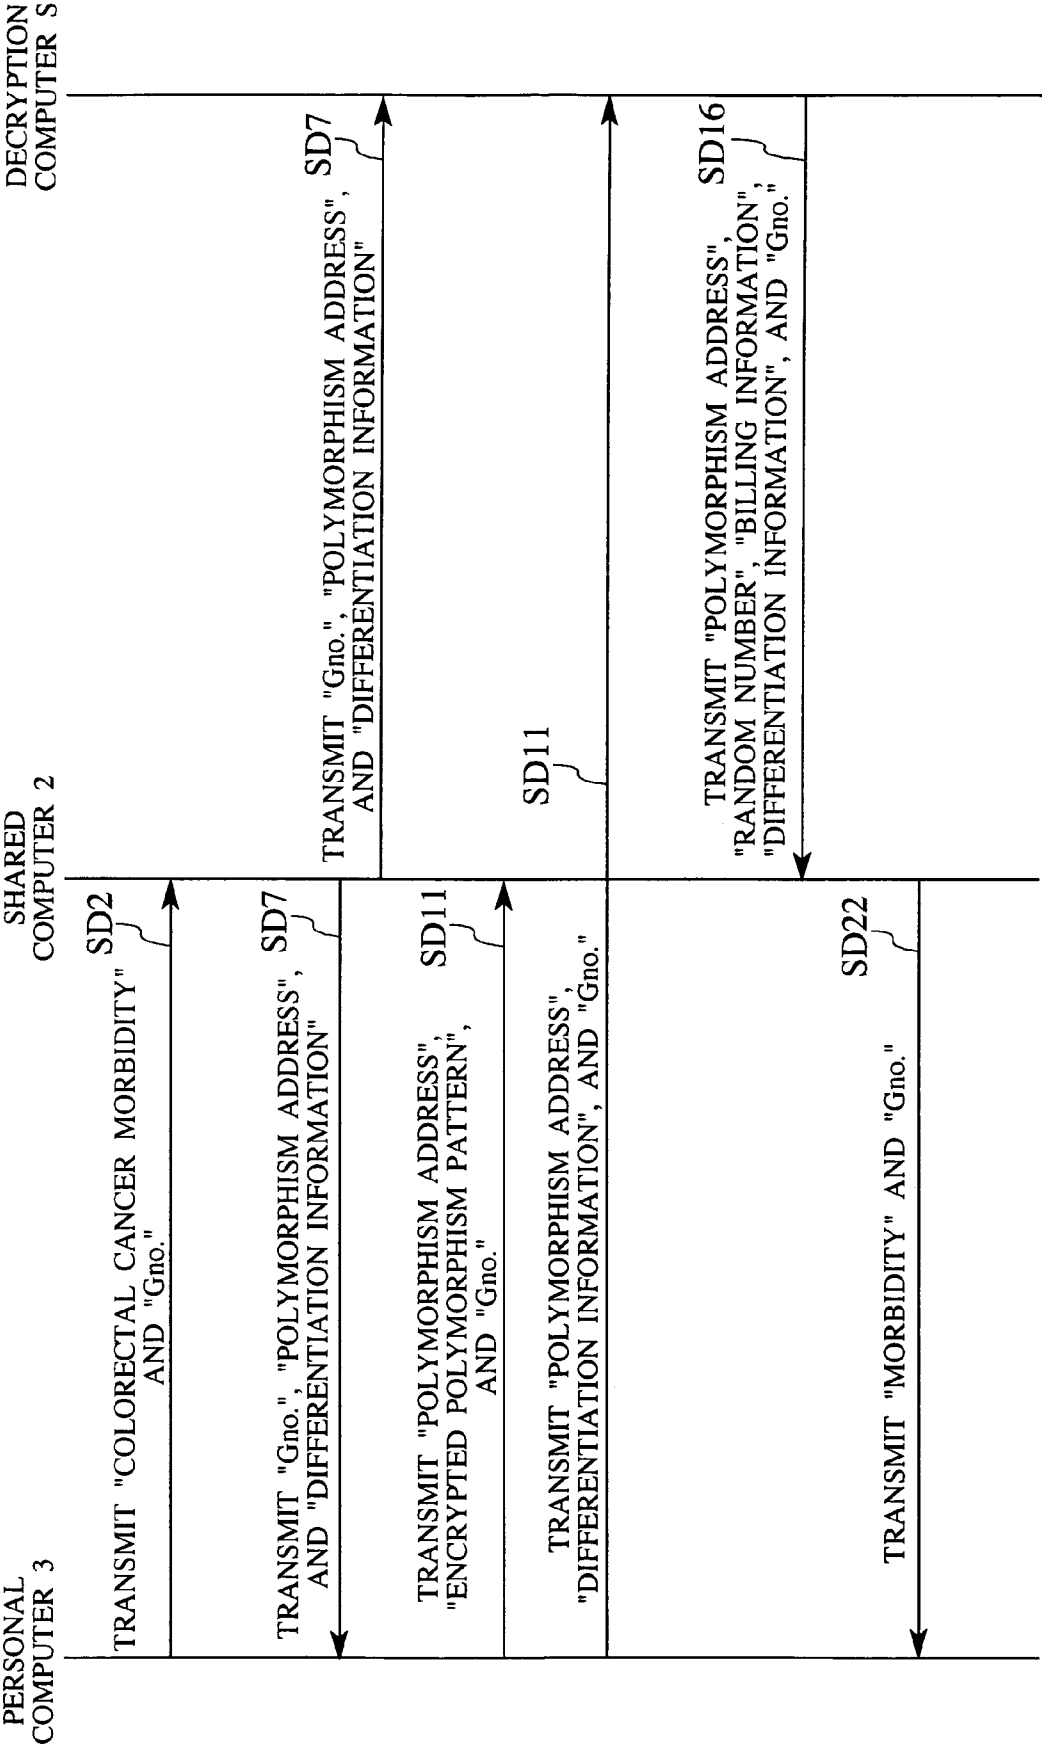 PERSONAL
COMPUTER 3
SHARED
COMPUTER 2
DECRYPTION
COMPUTER S
TRANSMIT "COLORECTAL CANCER MORBIDITY"
AND "Gno."
SD2
TRANSMIT "Gno.", "POLYMORPHISM ADDRESS",
AND "DIFFERENTIATION INFORMATION"
SD7
TRANSMIT "Gno.", "POLYMORPHISM ADDRESS",
AND "DIFFERENTIATION INFORMATION"
SD7
TRANSMIT "POLYMORPHISM ADDRESS",
"ENCRYPTED POLYMORPHISM PATTERN",
AND "Gno."
SD11
TRANSMIT "POLYMORPHISM ADDRESS",
"DIFFERENTIATION INFORMATION", AND "Gno."
SD11
TRANSMIT "POLYMORPHISM ADDRESS",
"RANDOM NUMBER", "BILLING INFORMATION",
"DIFFERENTIATION INFORMATION", AND "Gno."
SD16
TRANSMIT "MORBIDITY" AND "Gno."
SD22